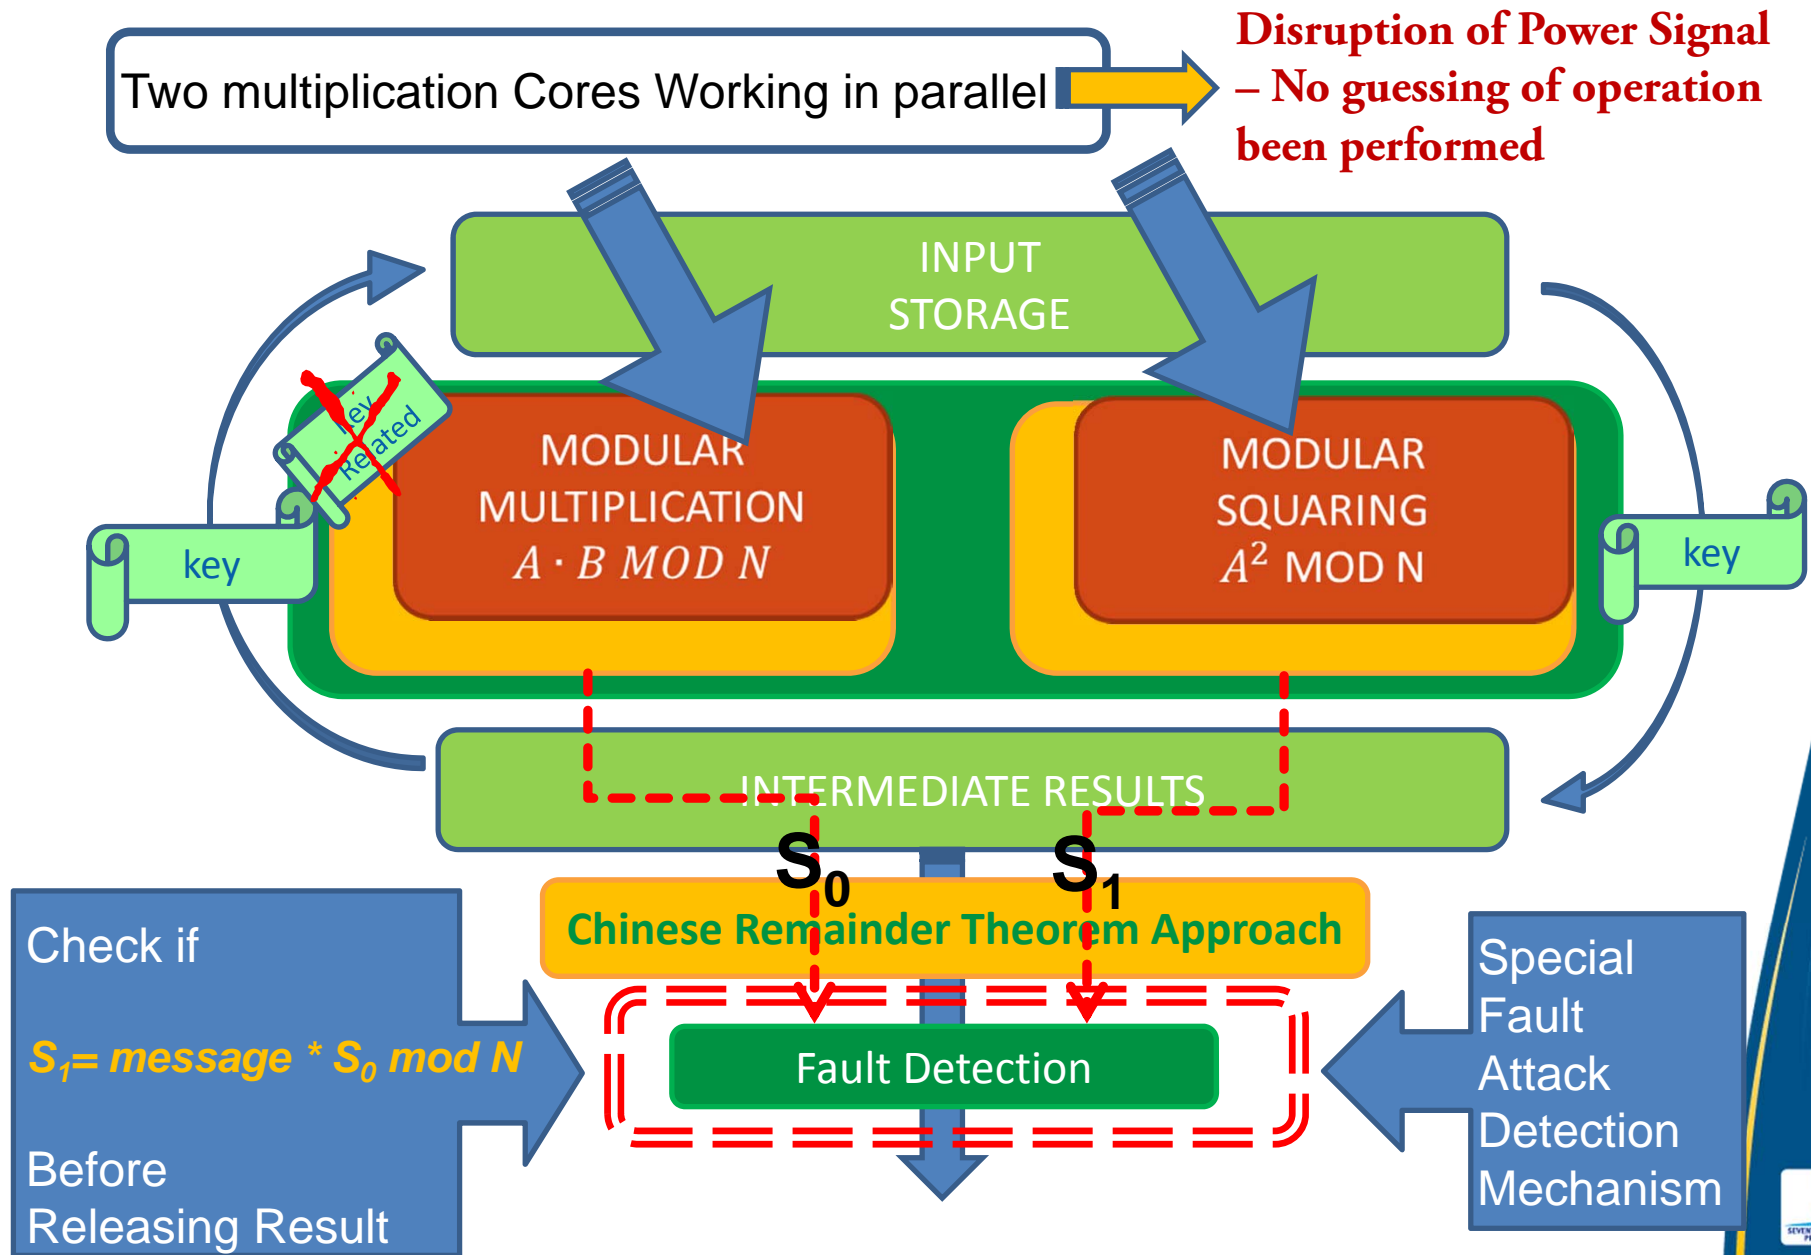 Two multiplication Cores Working in parallel
Disruption of Power Signal
– No guessing of operation
been performed
INPUT
STORAGE
Key
Related
MODULAR
MULTIPLICATION
A · B MOD N
MODULAR
SQUARING
A² MOD N
key
key
INTERMEDIATE RESULTS
S₀
S₁
Chinese Remainder Theorem Approach
Check if
S₁= message * S₀ mod N
Before
Releasing Result
Fault Detection
Special
Fault
Attack
Detection
Mechanism